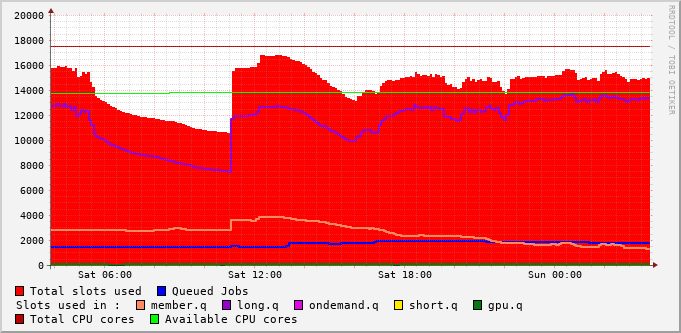 RRDTOOL / TOBI OETIKER
20000
18000
16000
14000
12000
10000
8000
6000
4000
2000
0
Sat 06:00 Sat 12:00 Sat 18:00 Sun 00:00
Total slots used Queued Jobs
Slots used in : member.q long.q ondemand.q short.q gpu.q
Total CPU cores Available CPU cores